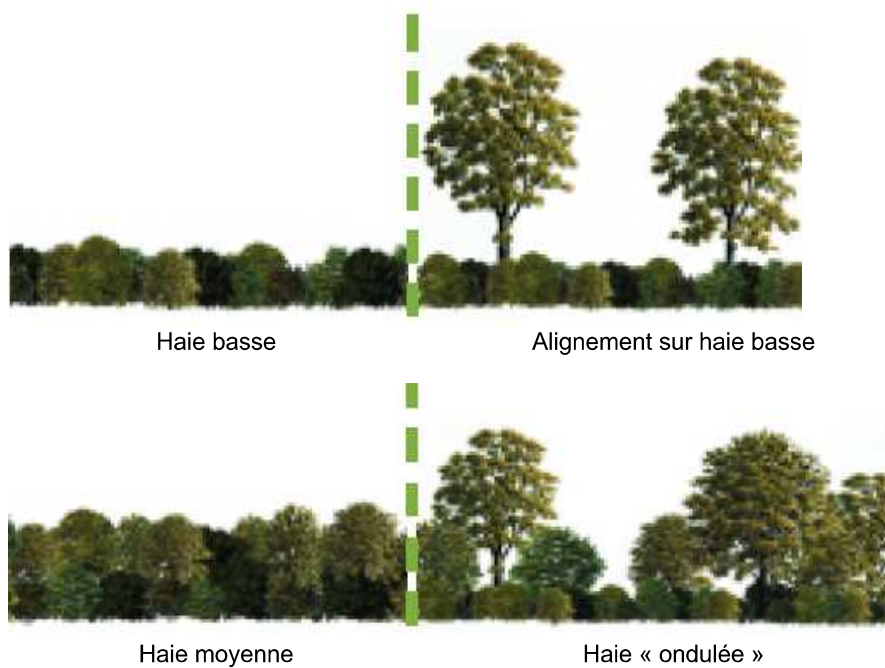 Haie basse
Alignement sur haie basse
Haie moyenne
Haie « ondulée »